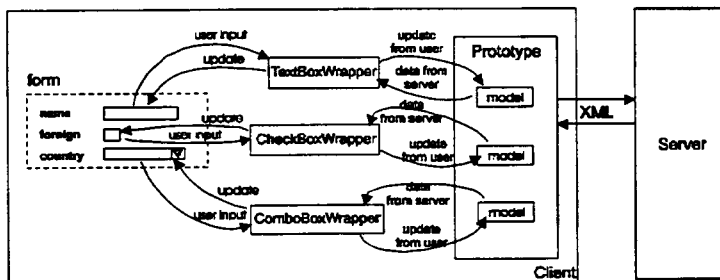 user input
update
form
name
foreign
country
TextBoxWrapper
update
from user
data from
server
Prototype
model
update
user input
CheckBoxWrapper
data
from server
update
from user
model
update
user input
ComboBoxWrapper
data
from server
update
from user
model
Client
XML
Server